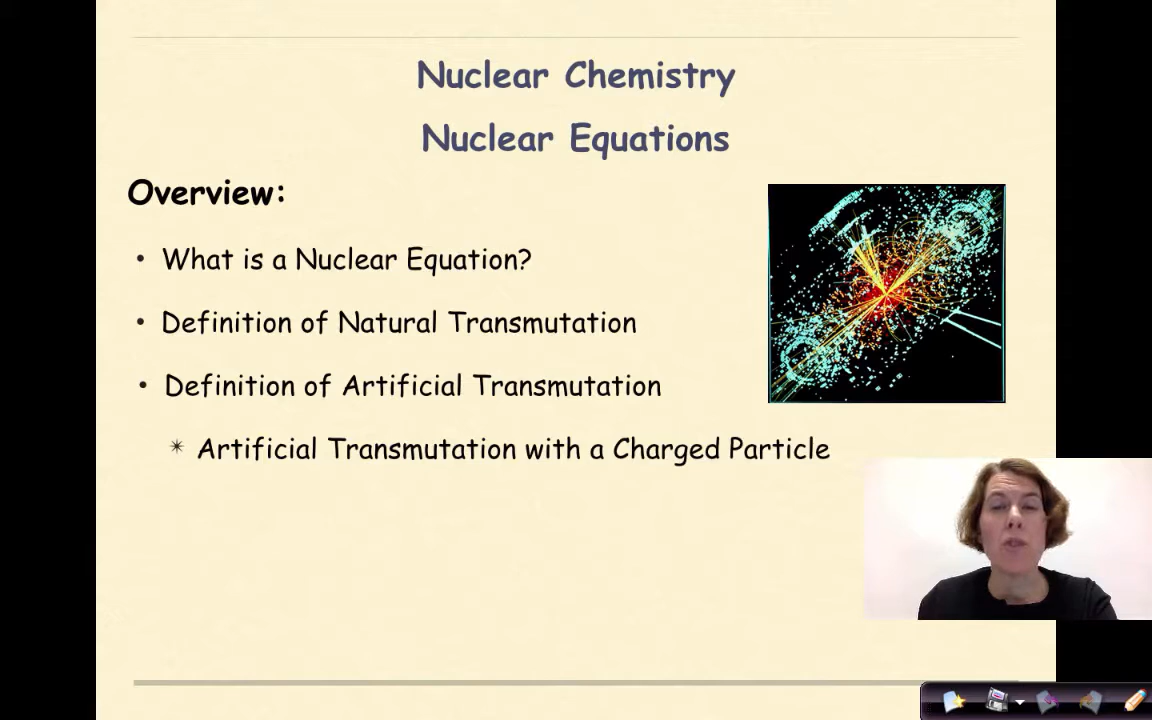 Nuclear Chemistry
Nuclear Equations
Overview:
• What is a Nuclear Equation?
• Definition of Natural Transmutation
• Definition of Artificial Transmutation
✴ Artificial Transmutation with a Charged Particle